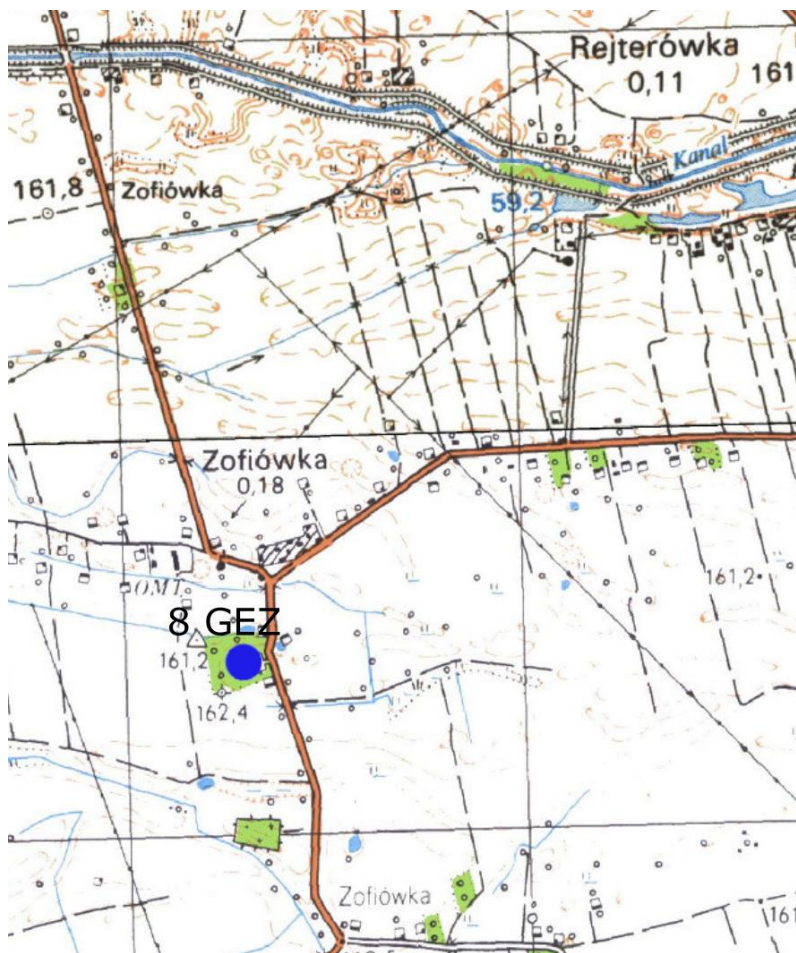 Rejterówka
0,11
161
Kanal
161,8
Zofiówka
59,2
Zofiówka
0,18
OMT
161,2
8 GEZ
161,2
162,4
Zofiówka
161